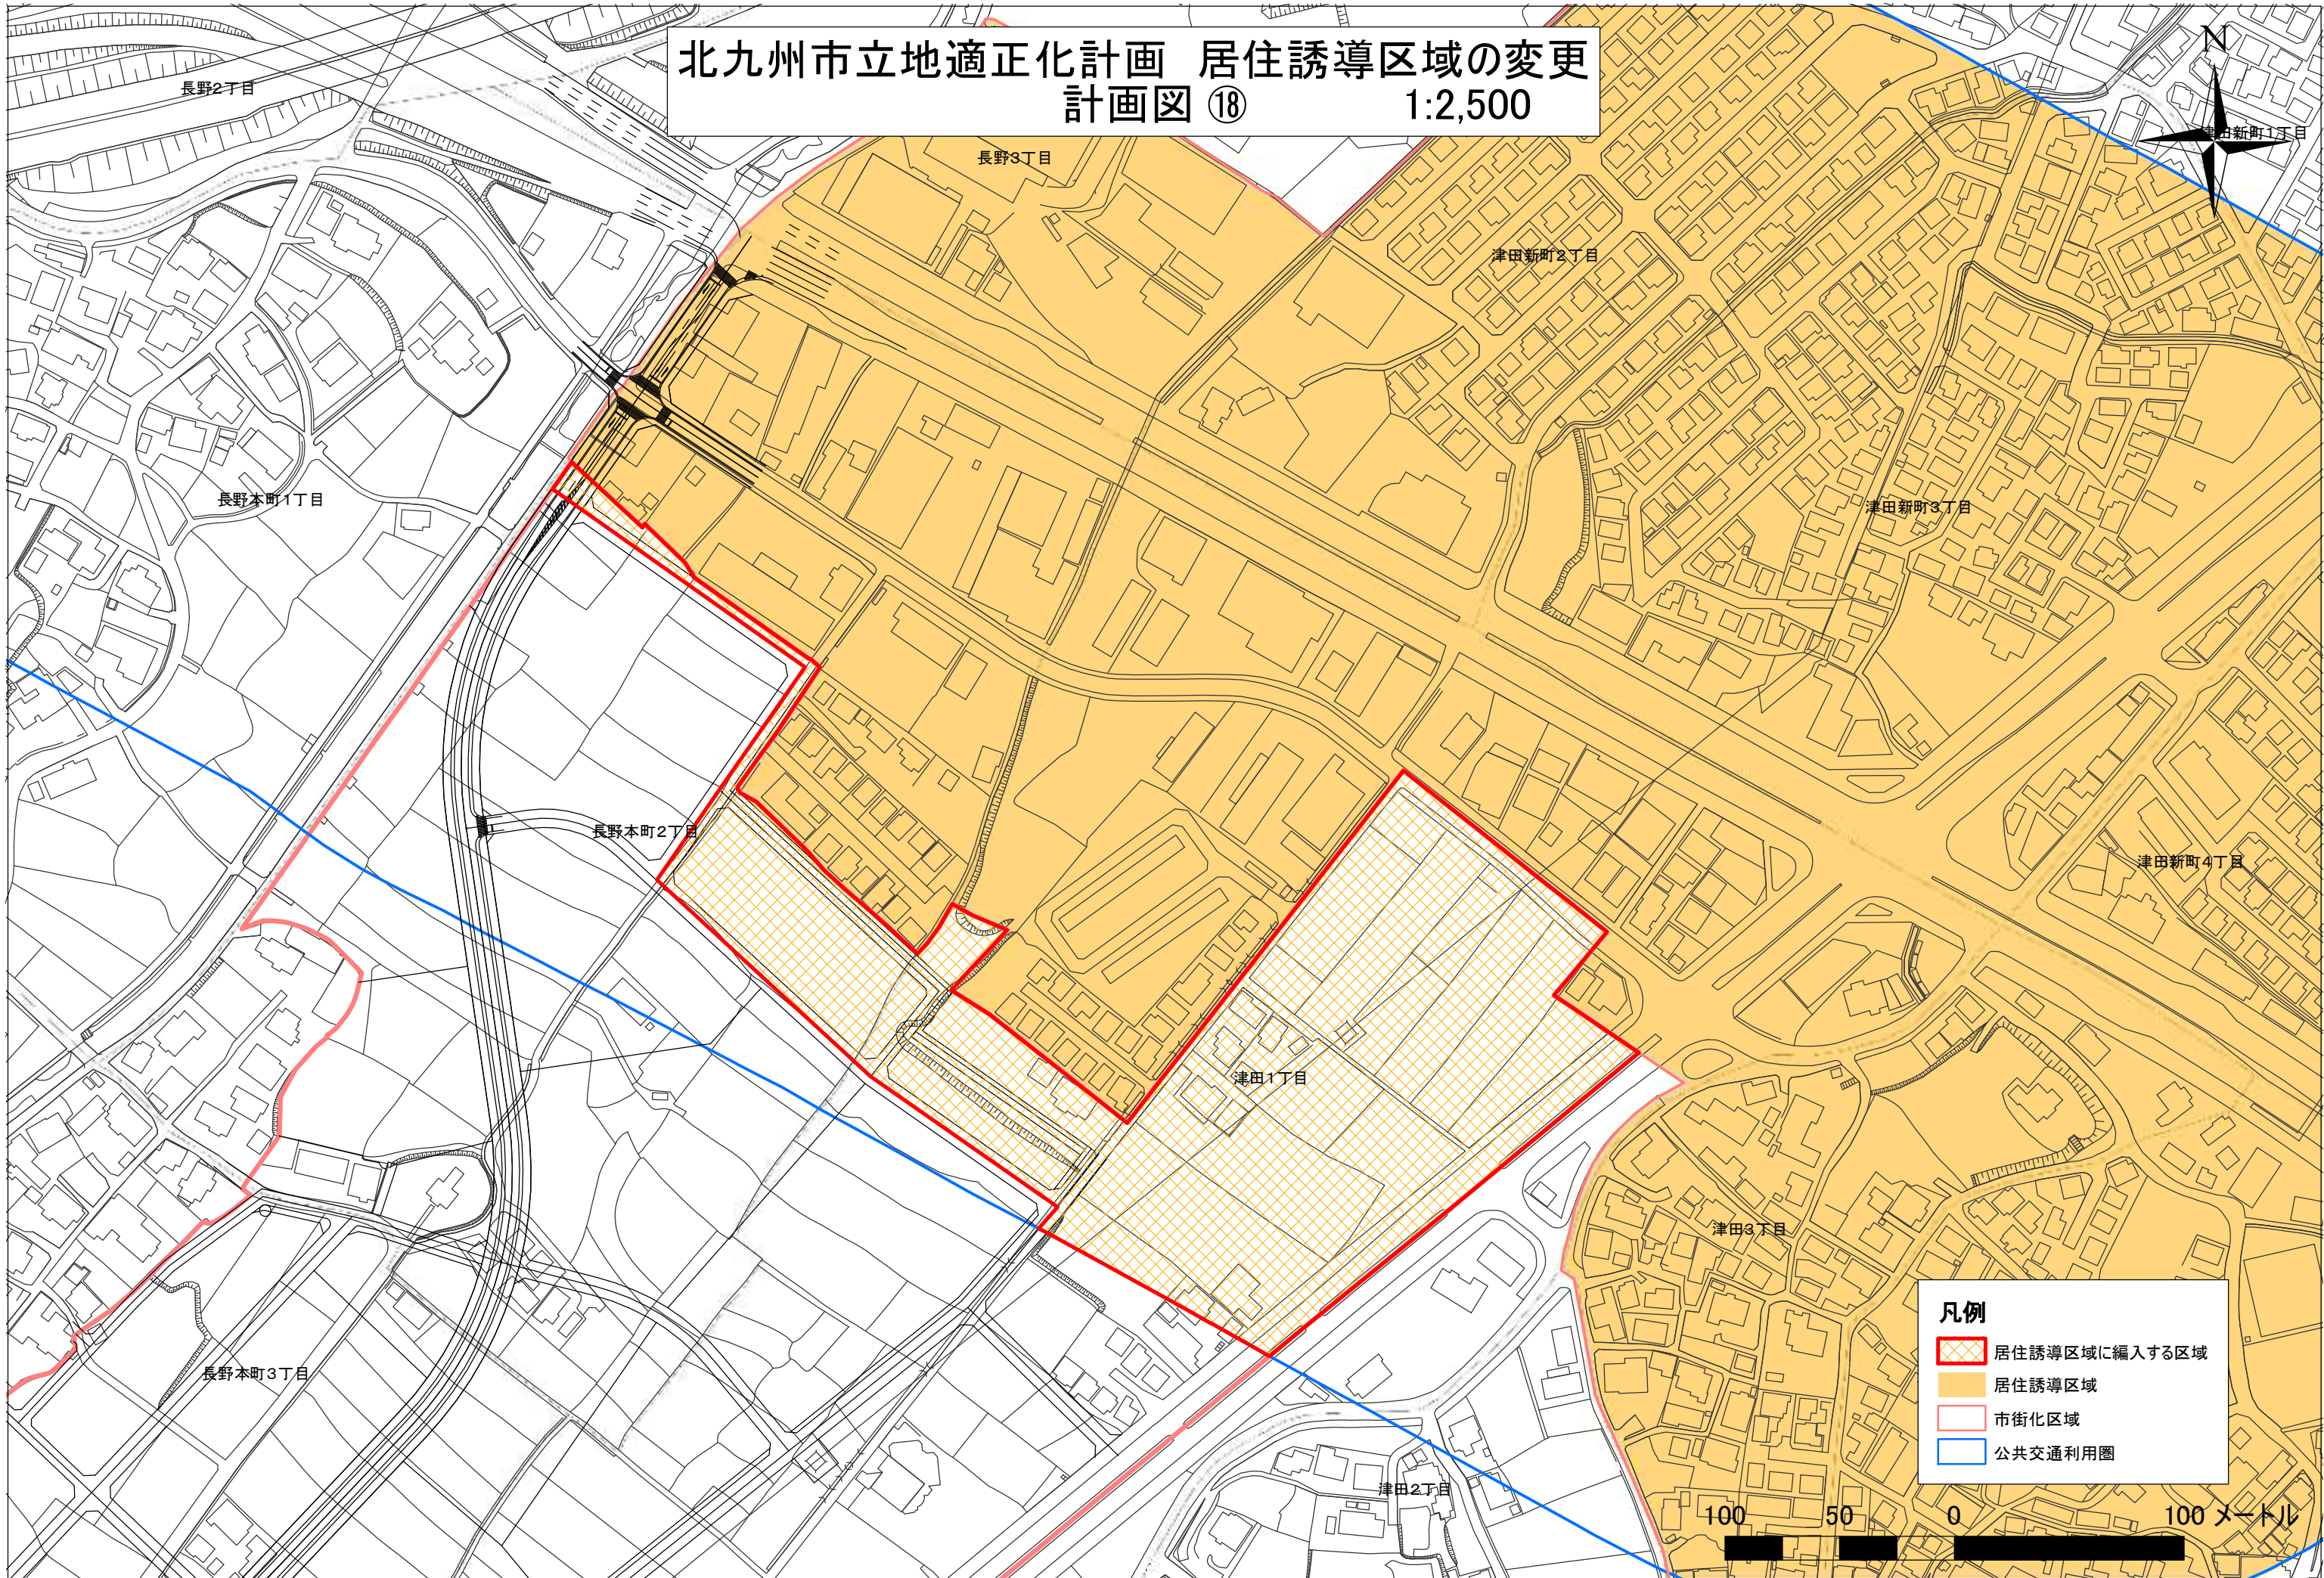 北九州市立地適正化計画 居住誘導区域の変更
計画図 ⑱ 1:2,500
N
長野2丁目
津田新町1丁目
長野3丁目
津田新町2丁目
長野本町1丁目
津田新町3丁目
長野本町2丁目
津田新町4丁目
津田1丁目
津田3丁目
長野本町3丁目
津田2丁目
凡例
居住誘導区域に編入する区域
居住誘導区域
市街化区域
公共交通利用圏
100 50 0 100 メートル